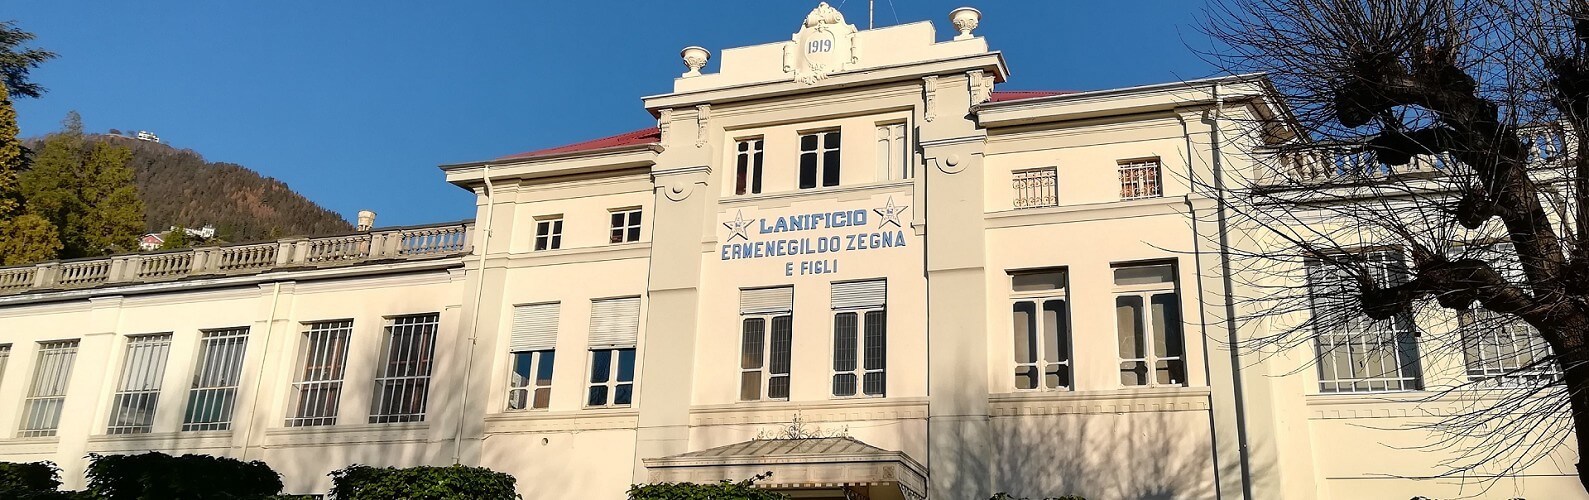 1919
LANIFICIO
ERMENEGILDO ZEGNA
E FIGLI